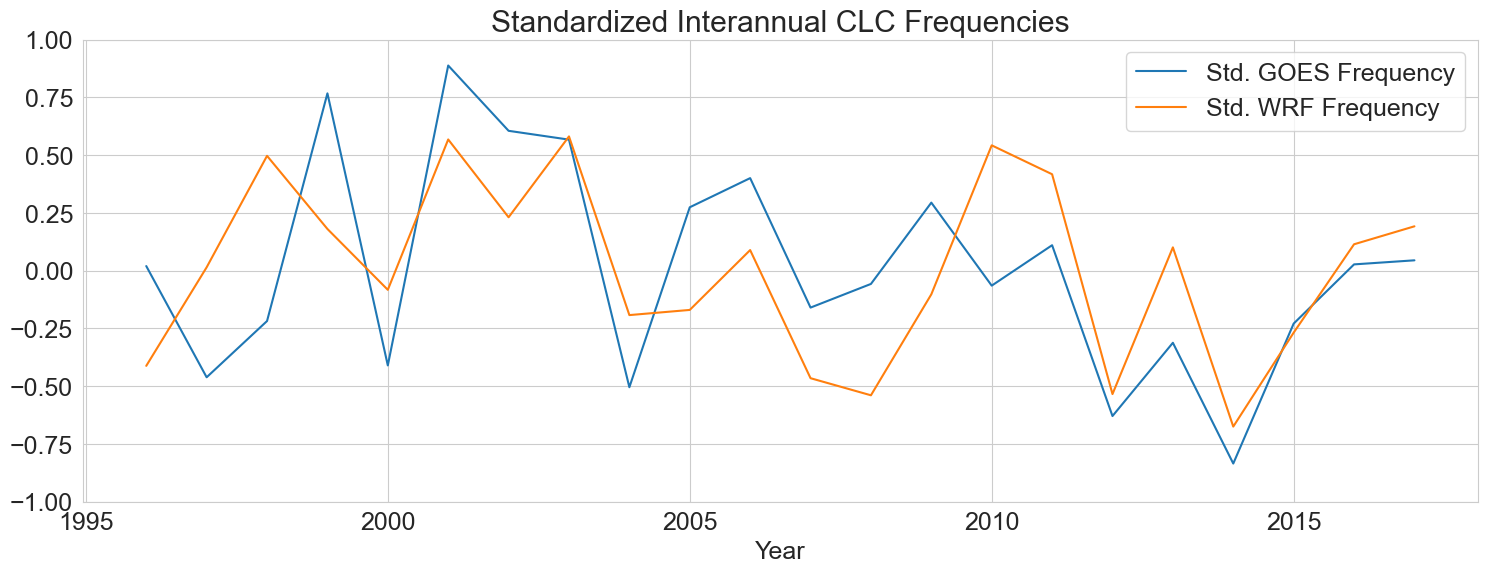 Standardized Interannual CLC Frequencies
1.00
0.75
0.50
0.25
0.00
−0.25
−0.50
−0.75
−1.00
Std. GOES Frequency
Std. WRF Frequency
1995 2000 2005 2010 2015
Year